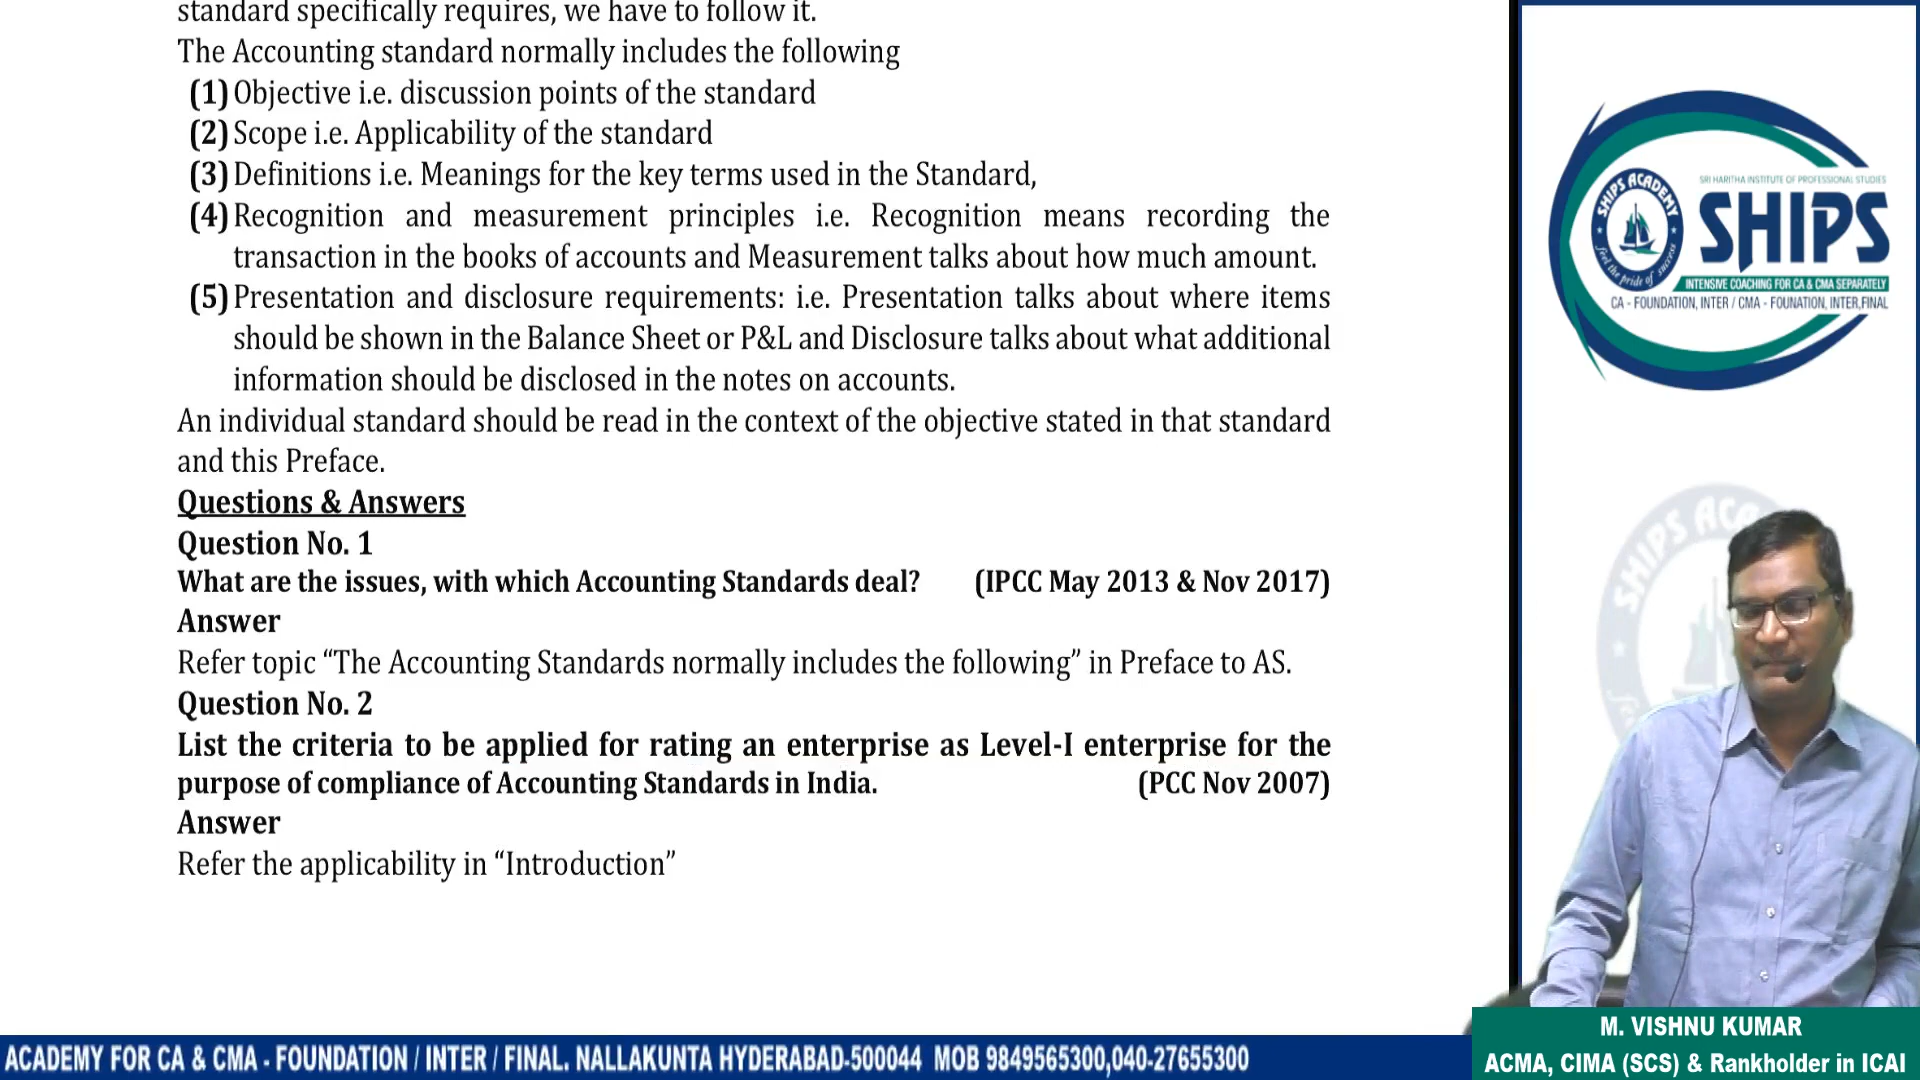 standard specifically requires, we have to follow it.
The Accounting standard normally includes the following
(1) Objective i.e. discussion points of the standard
(2) Scope i.e. Applicability of the standard
(3) Definitions i.e. Meanings for the key terms used in the Standard,
(4) Recognition and measurement principles i.e. Recognition means recording the
transaction in the books of accounts and Measurement talks about how much amount.
(5) Presentation and disclosure requirements: i.e. Presentation talks about where items
should be shown in the Balance Sheet or P&L and Disclosure talks about what additional
information should be disclosed in the notes on accounts.
An individual standard should be read in the context of the objective stated in that standard
and this Preface.
Questions & Answers
Question No. 1
What are the issues, with which Accounting Standards deal? (IPCC May 2013 & Nov 2017)
Answer
Refer topic “The Accounting Standards normally includes the following” in Preface to AS.
Question No. 2
List the criteria to be applied for rating an enterprise as Level-I enterprise for the
purpose of compliance of Accounting Standards in India. (PCC Nov 2007)
Answer
Refer the applicability in “Introduction”
SRI HARITHA INSTITUTE OF PROFESSIONAL STUDIES
SHIPS ACADEMY
feel the pride of success
SHIPS
INTENSIVE COACHING FOR CA & CMA SEPARATELY
CA - FOUNDATION, INTER / CMA - FOUNATION, INTER,FINAL
SHIPS ACA
M. VISHNU KUMAR
ACMA, CIMA (SCS) & Rankholder in ICAI
ACADEMY FOR CA & CMA - FOUNDATION / INTER / FINAL. NALLAKUNTA HYDERABAD-500044 MOB 9849565300,040-27655300